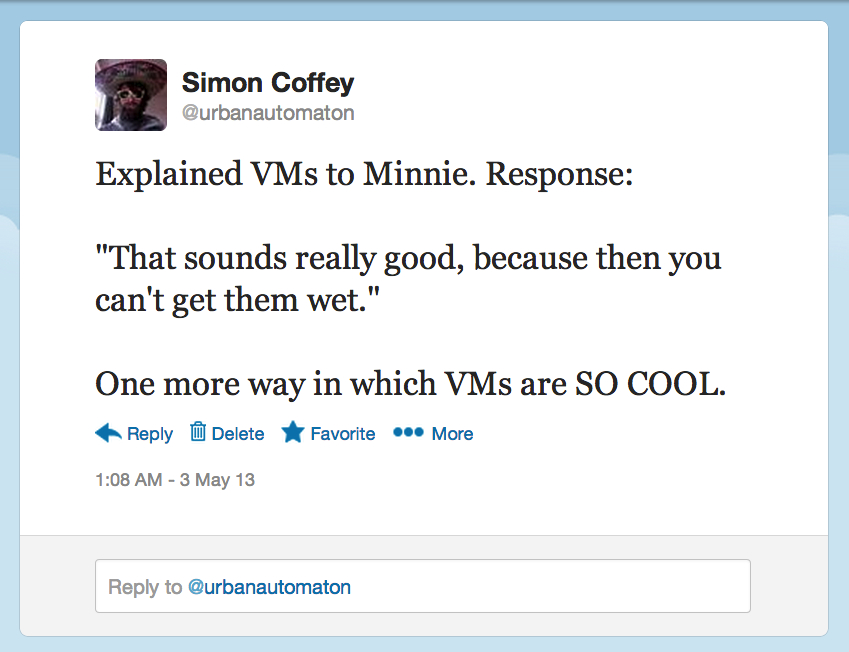 Simon Coffey
@urbanautomaton
Explained VMs to Minnie. Response:
"That sounds really good, because then you
can't get them wet."
One more way in which VMs are SO COOL.
Reply Delete Favorite More
1:08 AM - 3 May 13
Reply to @urbanautomaton